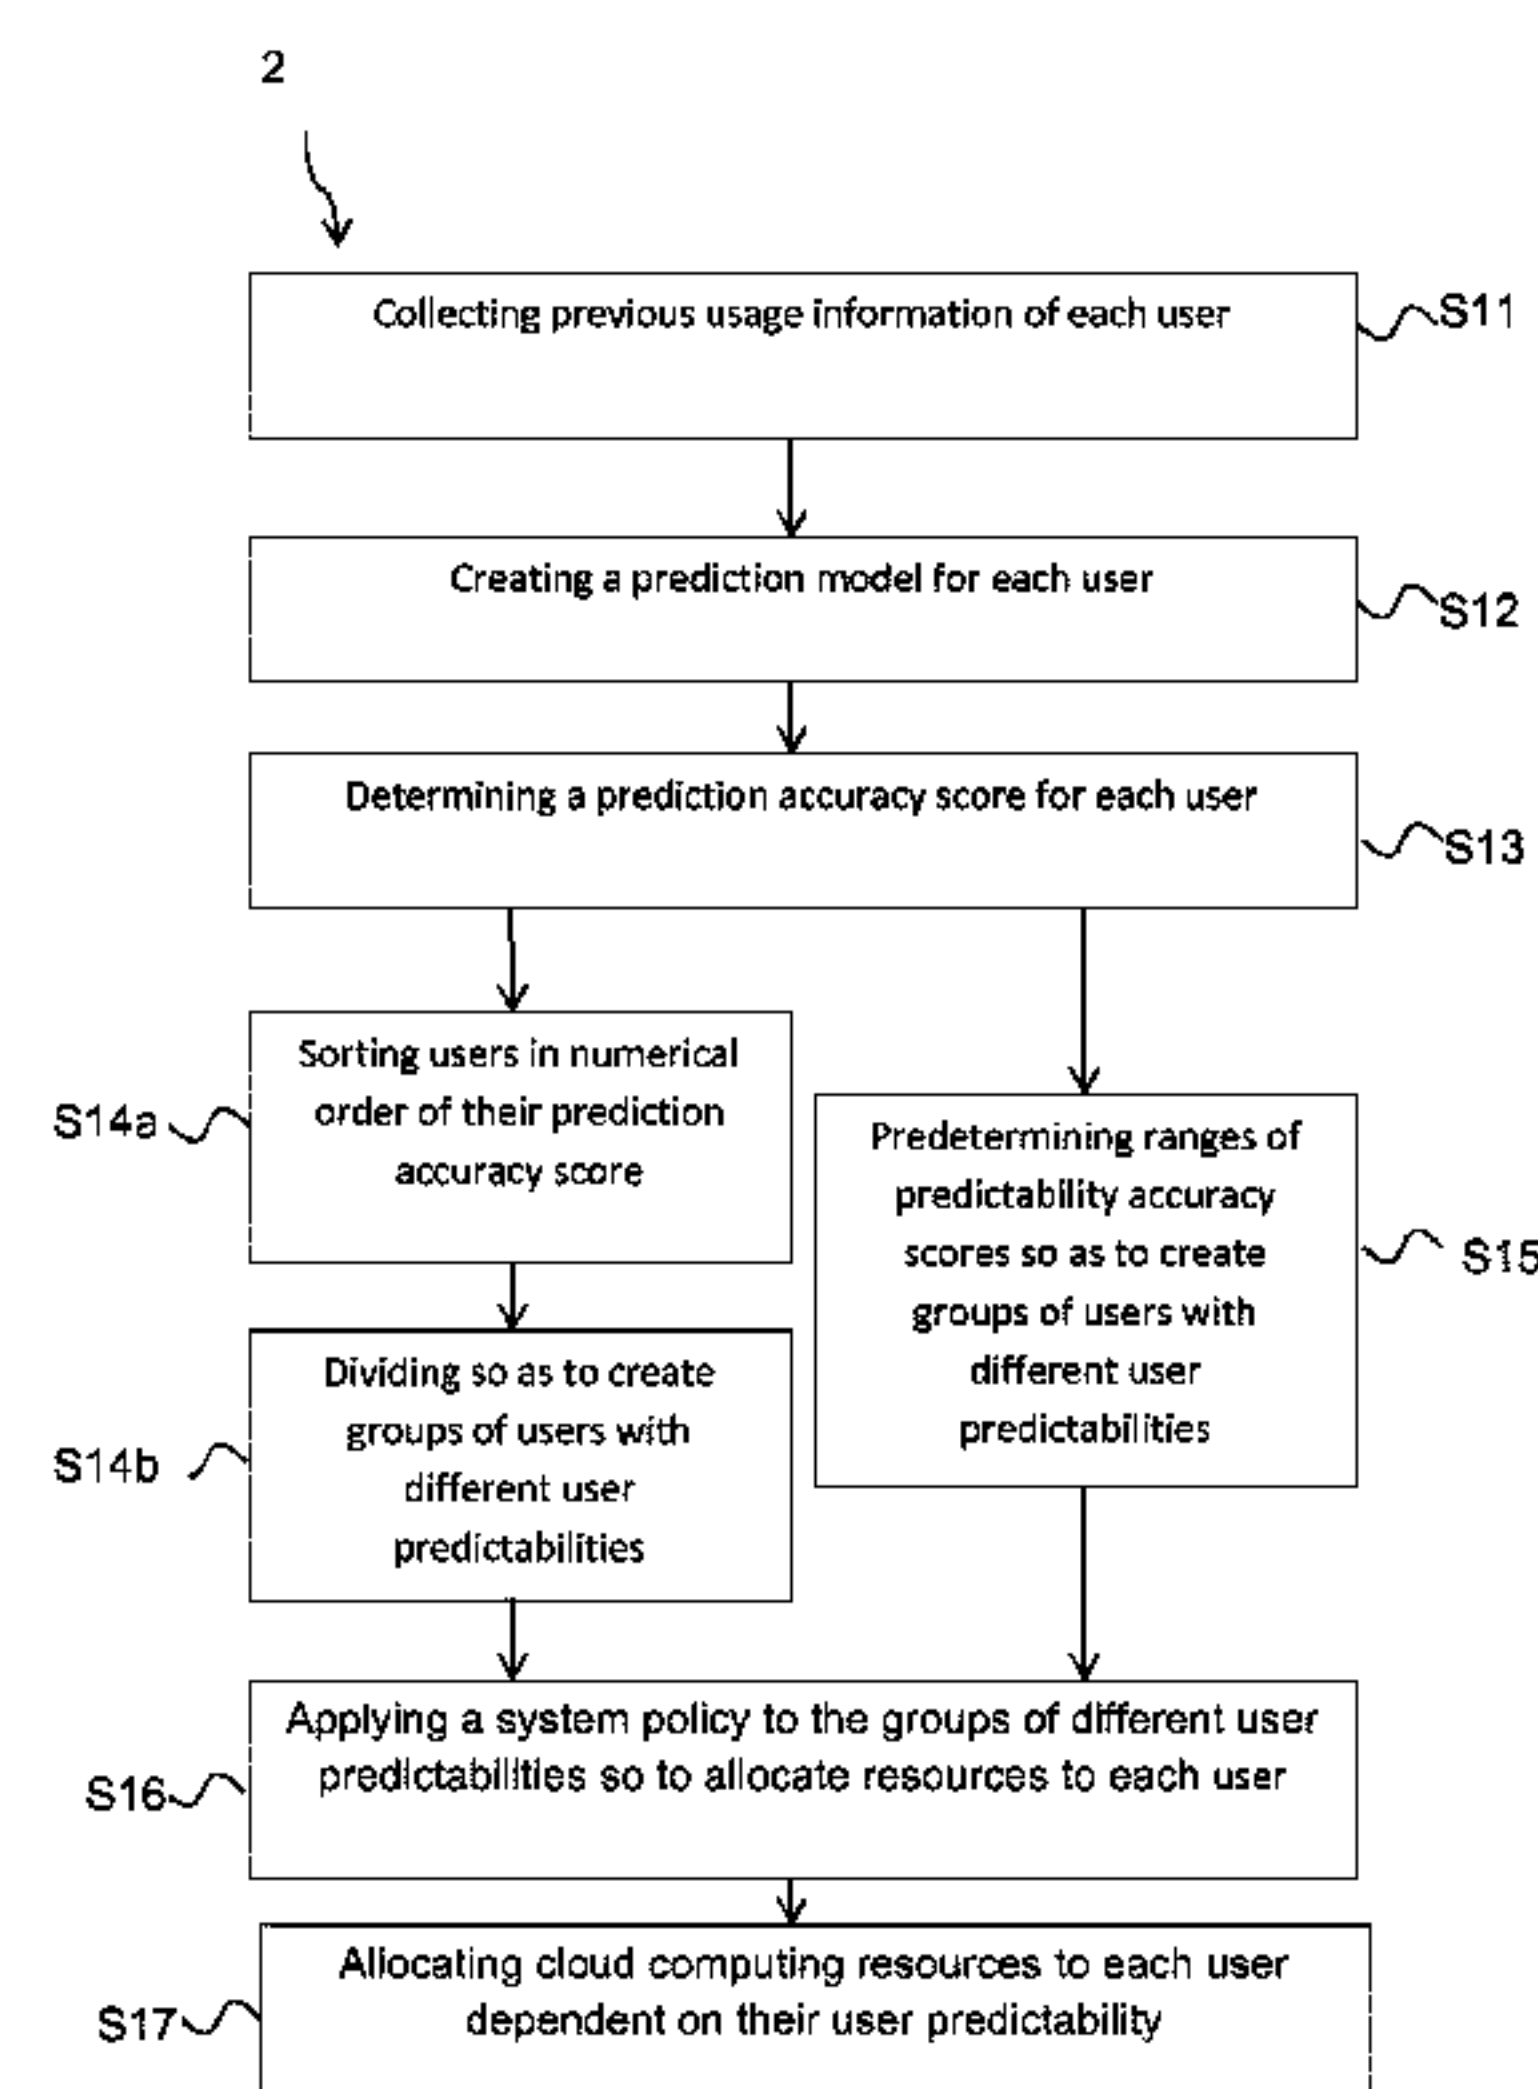 2
Collecting previous usage information of each user
S11
Creating a prediction model for each user
S12
Determining a prediction accuracy score for each user
S13
Sorting users in numerical
order of their prediction
accuracy score
S14a
Predetermining ranges of
predictability accuracy
scores so as to create
groups of users with
different user
predictabilities
S15
Dividing so as to create
groups of users with
different user
predictabilities
S14b
Applying a system policy to the groups of different user
predictabilities so to allocate resources to each user
S16
Allocating cloud computing resources to each user
dependent on their user predictability
S17